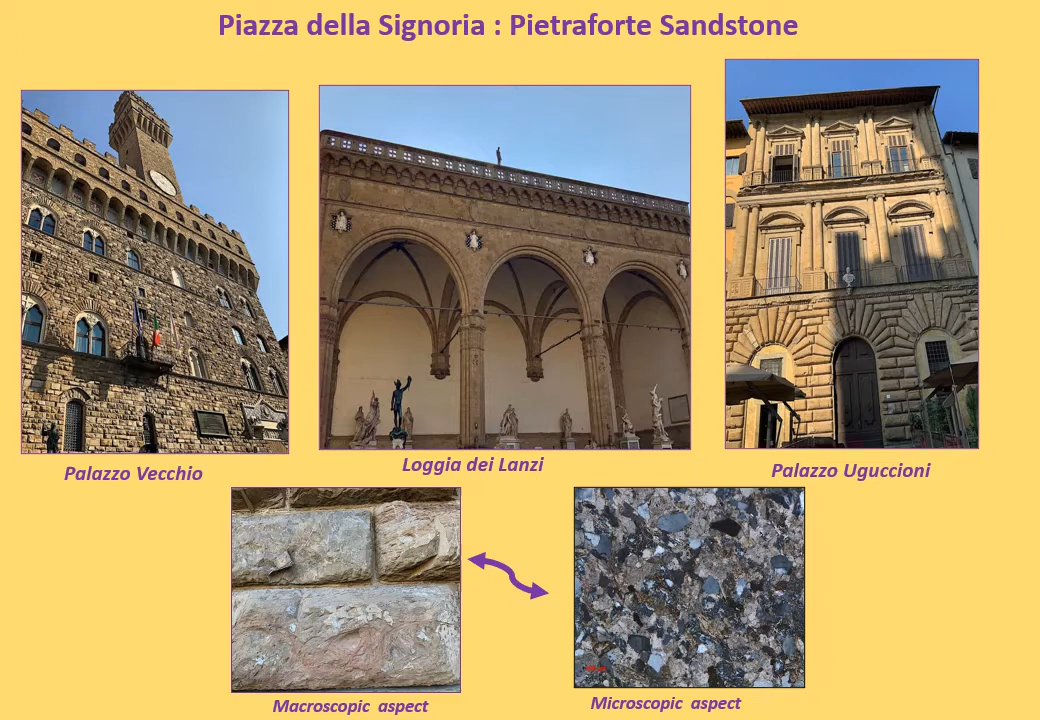 Piazza della Signoria : Pietraforte Sandstone
Palazzo Vecchio
Loggia dei Lanzi
Palazzo Uguccioni
Macroscopic aspect
Microscopic aspect